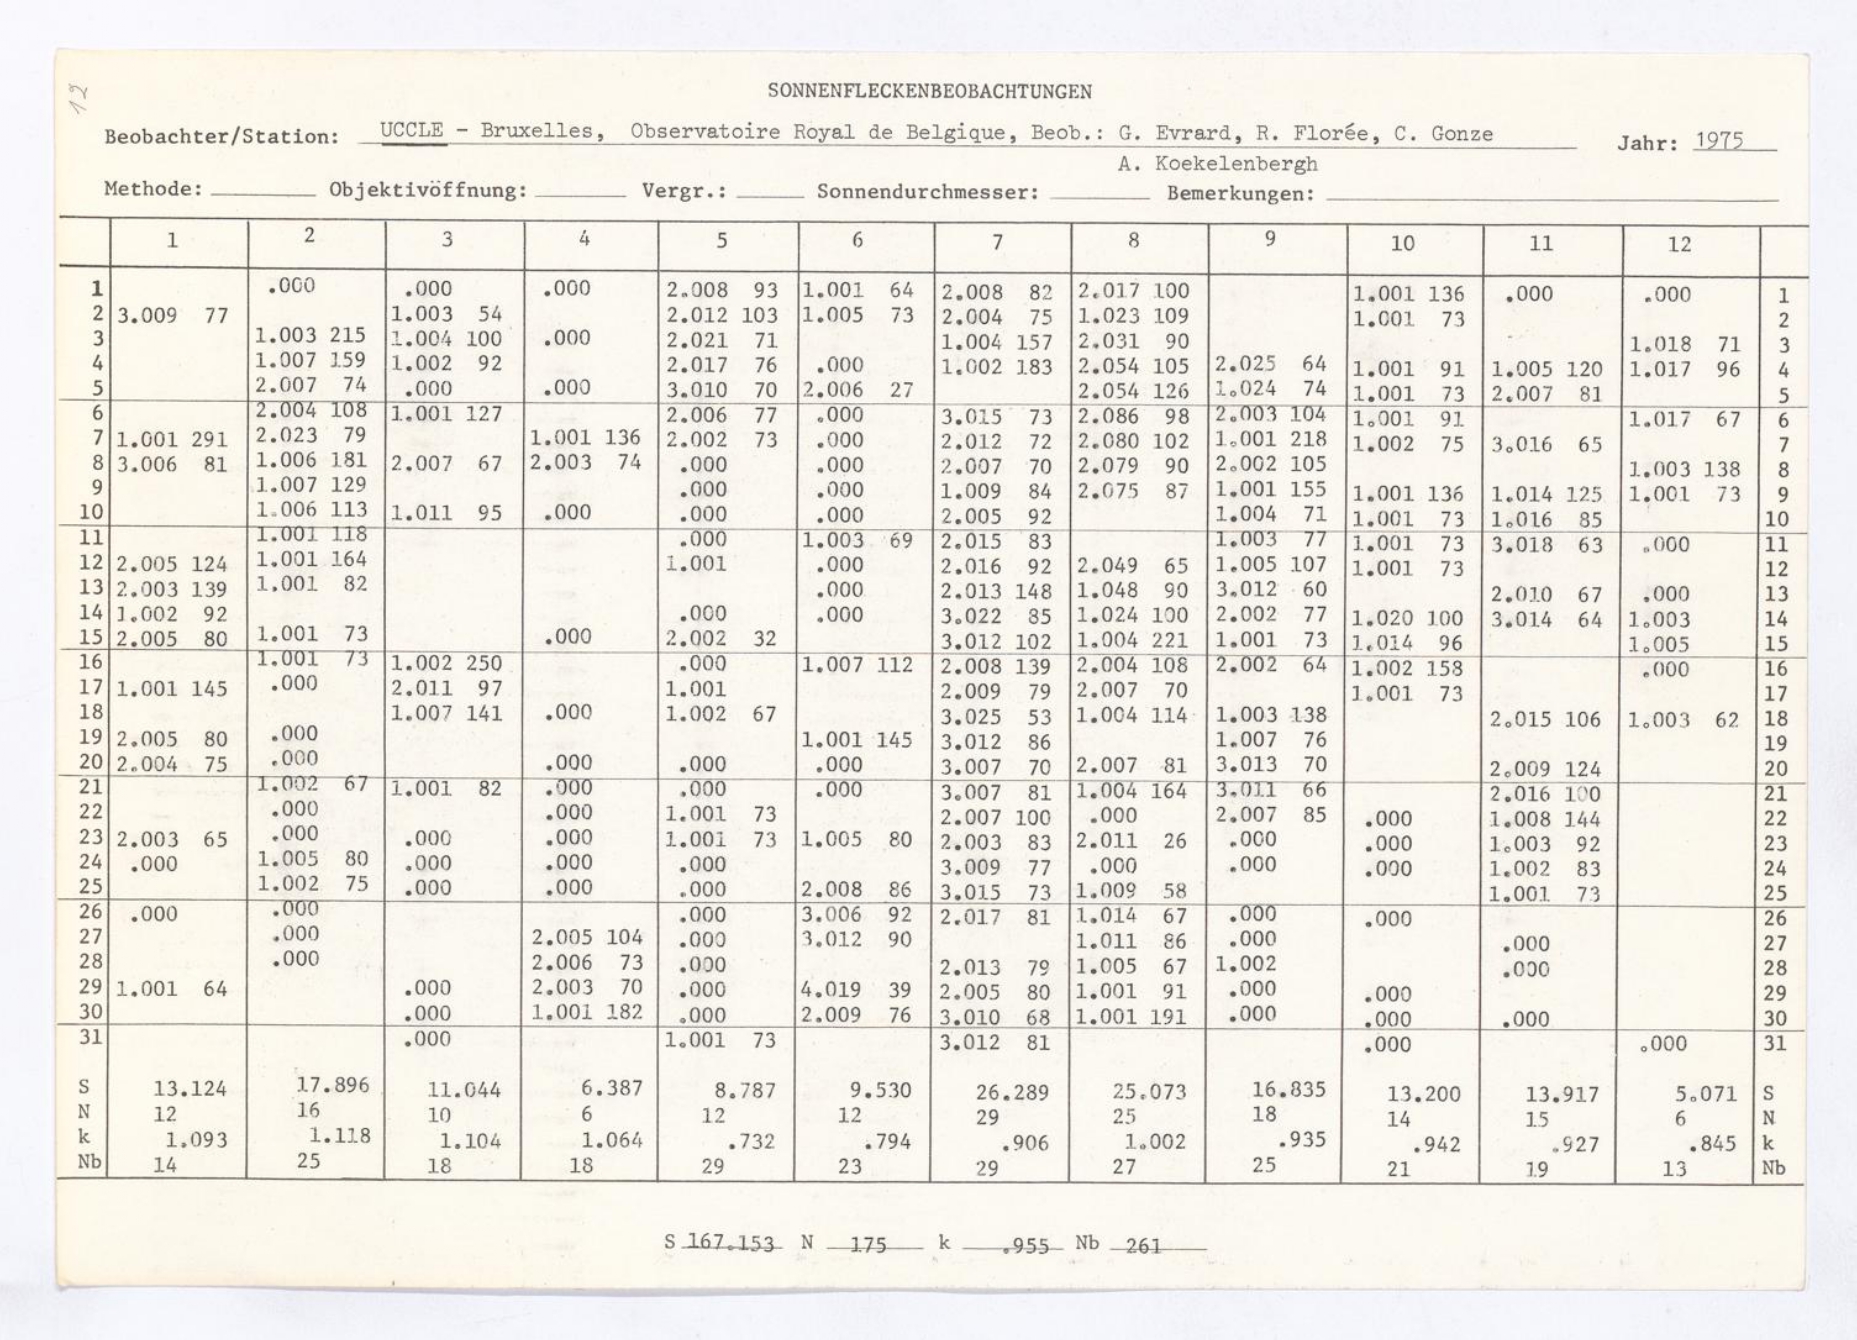 12
SONNENFLECKENBEOBACHTUNGEN
Beobachter/Station: UCCLE - Bruxelles, Observatoire Royal de Belgique, Beob.: G. Evrard, R. Florée, C. Gonze Jahr: 1975
A. Koekelenbergh
Methode: Objektivöffnung: Vergr.: Sonnendurchmesser: Bemerkungen:
1 2 3 4 5 6 7 8 9 10 11 12
1 .000 .000 .000 2.008 93 1.001 64 2.008 82 2.017 100 1.001 136 .000 .000 1
2 3.009 77 1.003 54 2.012 103 1.005 73 2.004 75 1.023 109 1.001 73 2
3 1.003 215 1.004 100 .000 2.021 71 1.004 157 2.031 90 1.018 71 3
4 1.007 159 1.002 92 2.017 76 .000 1.002 183 2.054 105 2.025 64 1.001 91 1.005 120 1.017 96 4
5 2.007 74 .000 .000 3.010 70 2.006 27 2.054 126 1.024 74 1.001 73 2.007 81 5
6 2.004 108 1.001 127 2.006 77 .000 3.015 73 2.086 98 2.003 104 1.001 91 1.017 67 6
7 1.001 291 2.023 79 1.001 136 2.002 73 .000 2.012 72 2.080 102 1.001 218 1.002 75 3.016 65 7
8 3.006 81 1.006 181 2.007 67 2.003 74 .000 .000 2.007 70 2.079 90 2.002 105 1.003 138 8
9 1.007 129 .000 .000 1.009 84 2.075 87 1.001 155 1.001 136 1.014 125 1.001 73 9
10 1.006 113 1.011 95 .000 .000 .000 2.005 92 1.004 71 1.001 73 1.016 85 10
11 1.001 118 .000 1.003 69 2.015 83 1.003 77 1.001 73 3.018 63 .000 11
12 2.005 124 1.001 164 1.001 .000 2.016 92 2.049 65 1.005 107 1.001 73 12
13 2.003 139 1.001 82 .000 2.013 148 1.048 90 3.012 60 2.010 67 .000 13
14 1.002 92 .000 .000 3.022 85 1.024 100 2.002 77 1.020 100 3.014 64 1.003 14
15 2.005 80 1.001 73 .000 2.002 32 3.012 102 1.004 221 1.001 73 1.014 96 1.005 15
16 1.001 73 1.002 250 .000 1.007 112 2.008 139 2.004 108 2.002 64 1.002 158 .000 16
17 1.001 145 .000 2.011 97 1.001 2.009 79 2.007 70 1.001 73 17
18 1.007 141 .000 1.002 67 3.025 53 1.004 114 1.003 138 2.015 106 1.003 62 18
19 2.005 80 .000 1.001 145 3.012 86 1.007 76 19
20 2.004 75 .000 .000 .000 .000 3.007 70 2.007 81 3.013 70 2.009 124 20
21 1.002 67 1.001 82 .000 .000 .000 3.007 81 1.004 164 3.011 66 2.016 100 21
22 .000 .000 1.001 73 2.007 100 .000 2.007 85 .000 1.008 144 22
23 2.003 65 .000 .000 .000 1.001 73 1.005 80 2.003 83 2.011 26 .000 .000 1.003 92 23
24 .000 1.005 80 .000 .000 .000 3.009 77 .000 .000 .000 1.002 83 24
25 1.002 75 .000 .000 .000 2.008 86 3.015 73 1.009 58 1.001 73 25
26 .000 .000 .000 3.006 92 2.017 81 1.014 67 .000 .000 26
27 .000 2.005 104 .000 3.012 90 1.011 86 .000 .000 27
28 .000 2.006 73 .000 2.013 79 1.005 67 1.002 .000 28
29 1.001 64 .000 2.003 70 .000 4.019 39 2.005 80 1.001 91 .000 .000 29
30 .000 1.001 182 .000 2.009 76 3.010 68 1.001 191 .000 .000 .000 30
31 .000 1.001 73 3.012 81 .000 .000 31
S 13.124 17.896 11.044 6.387 8.787 9.530 26.289 25.073 16.835 13.200 13.917 5.071 S
N 12 16 10 6 12 12 29 25 18 14 15 6 N
k 1.093 1.118 1.104 1.064 .732 .794 .906 1.002 .935 .942 .927 .845 k
Nb 14 25 18 18 29 23 29 27 25 21 19 13 Nb
S 167.153 N 175 k .955 Nb 261